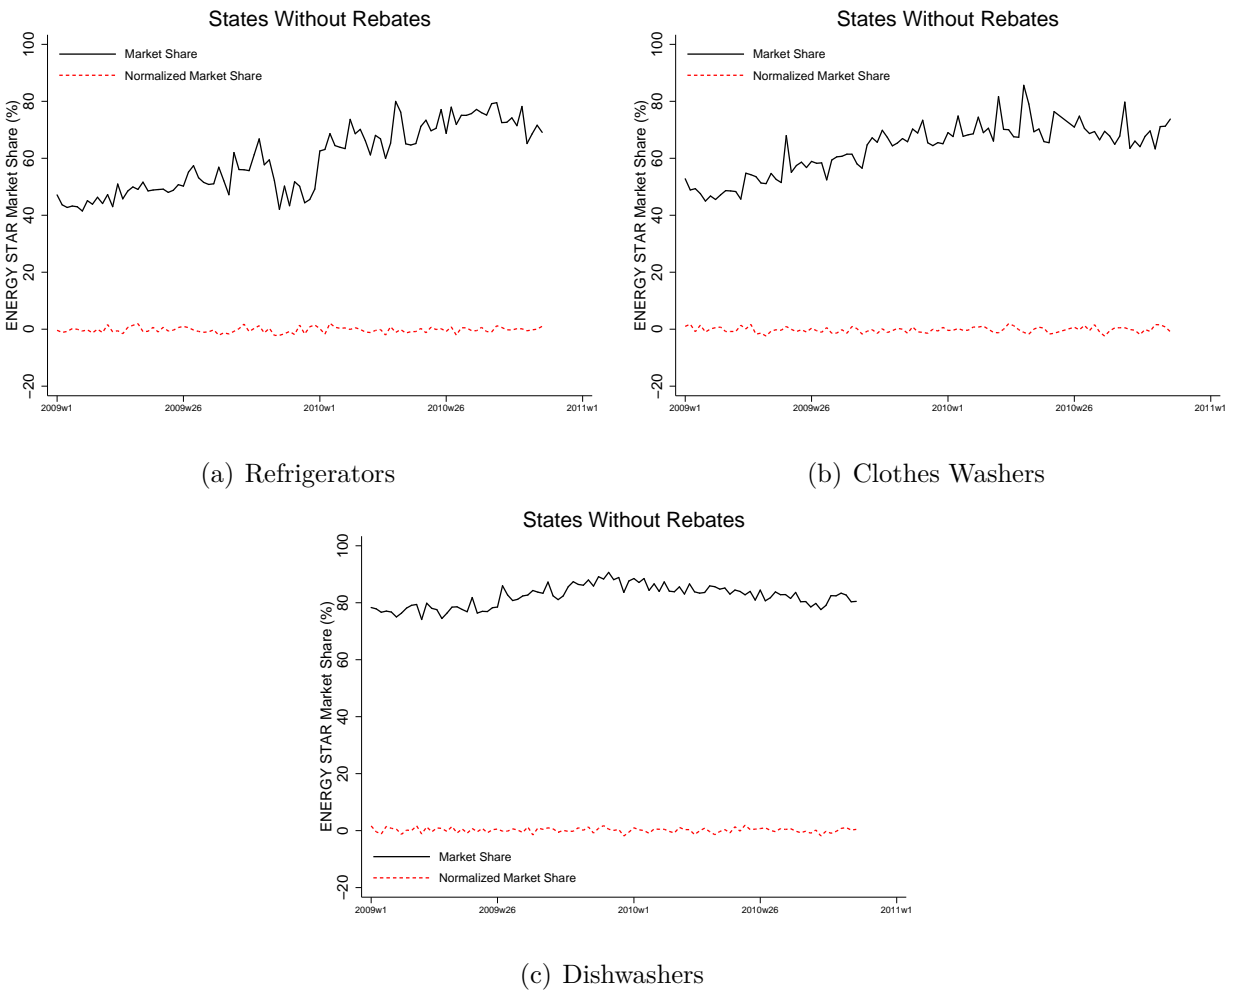 States Without Rebates
ENERGY STAR Market Share (%)
100
80
60
40
20
0
−20
Market Share
Normalized Market Share
2009w1 2009w26 2010w1 2010w26 2011w1
(a) Refrigerators
States Without Rebates
ENERGY STAR Market Share (%)
100
80
60
40
20
0
−20
Market Share
Normalized Market Share
2009w1 2009w26 2010w1 2010w26 2011w1
(b) Clothes Washers
States Without Rebates
ENERGY STAR Market Share (%)
100
80
60
40
20
0
−20
Market Share
Normalized Market Share
2009w1 2009w26 2010w1 2010w26 2011w1
(c) Dishwashers